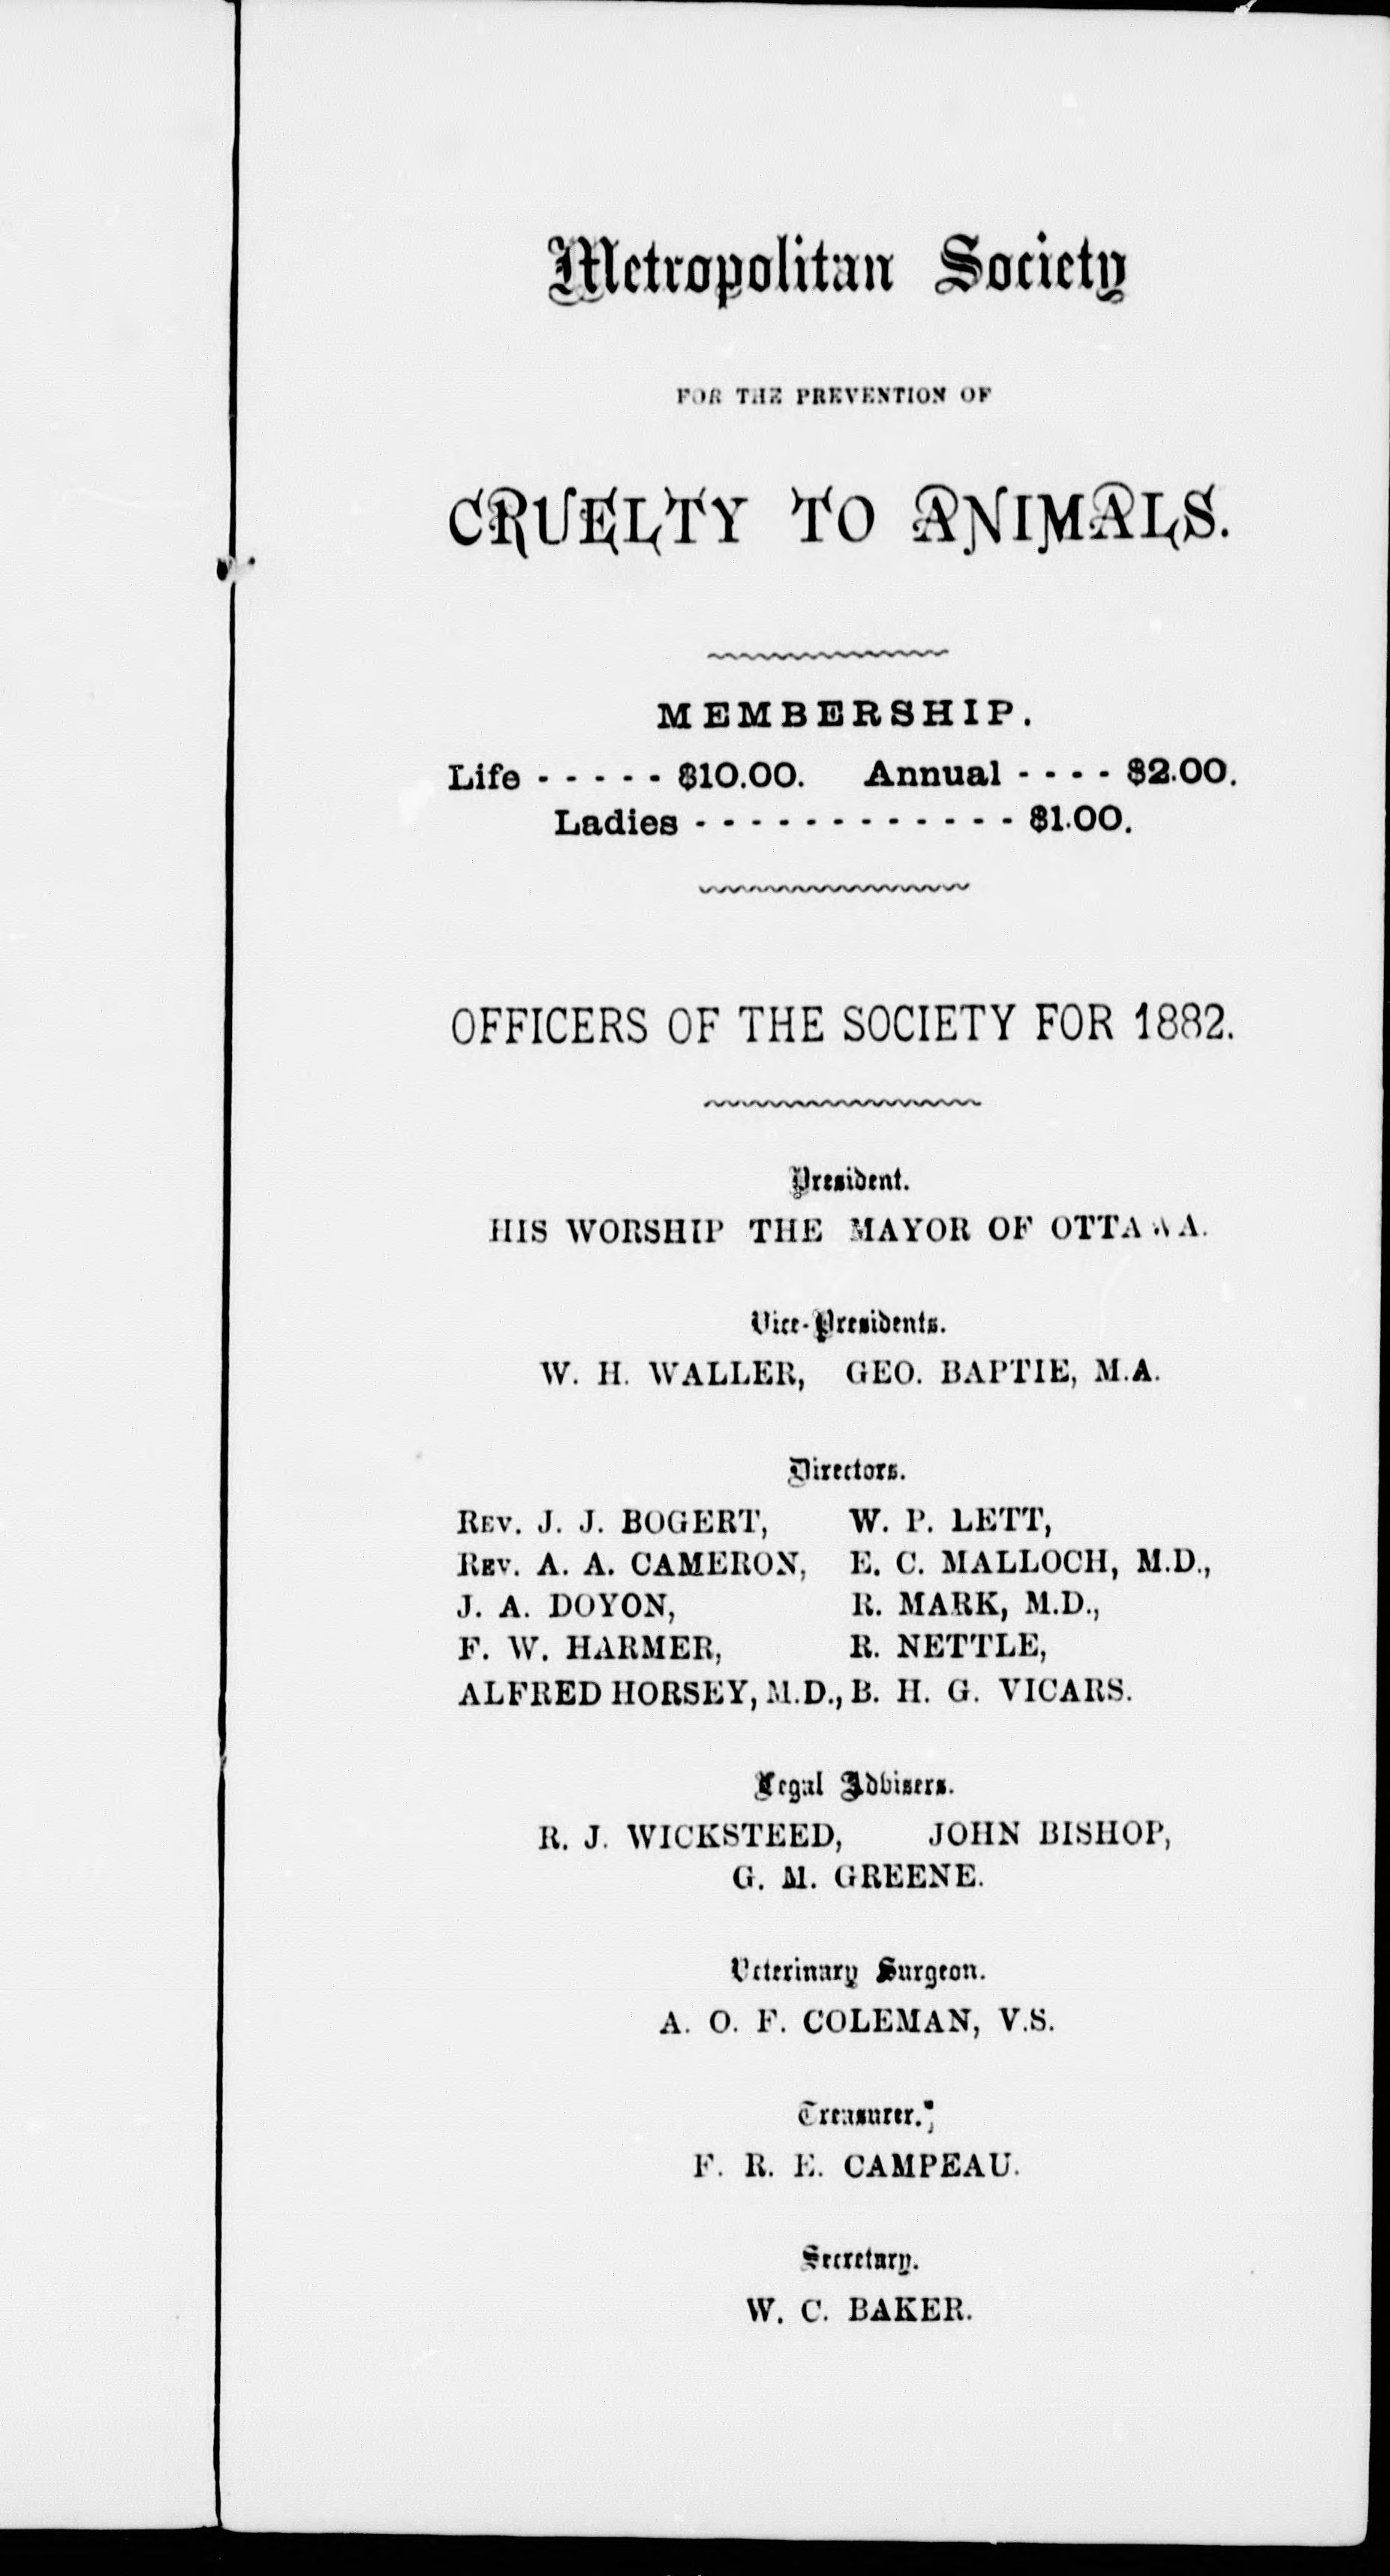 Metropolitan Society
FOR THE PREVENTION OF
CRUELTY TO ANIMALS.
MEMBERSHIP.
Life - - - - - $10.00. Annual - - - - $2.00.
Ladies - - - - - - - - - - - - $1.00.
OFFICERS OF THE SOCIETY FOR 1882.
President.
HIS WORSHIP THE MAYOR OF OTTAWA.
Vice-Presidents.
W. H. WALLER, GEO. BAPTIE, M.A.
Directors.
REV. J. J. BOGERT, W. P. LETT,
REV. A. A. CAMERON, E. C. MALLOCH, M.D.,
J. A. DOYON, R. MARK, M.D.,
F. W. HARMER, R. NETTLE,
ALFRED HORSEY, M.D., B. H. G. VICARS.
Legal Advisers.
R. J. WICKSTEED, JOHN BISHOP,
G. M. GREENE.
Veterinary Surgeon.
A. O. F. COLEMAN, V.S.
Treasurer.
F. R. E. CAMPEAU.
Secretary.
W. C. BAKER.